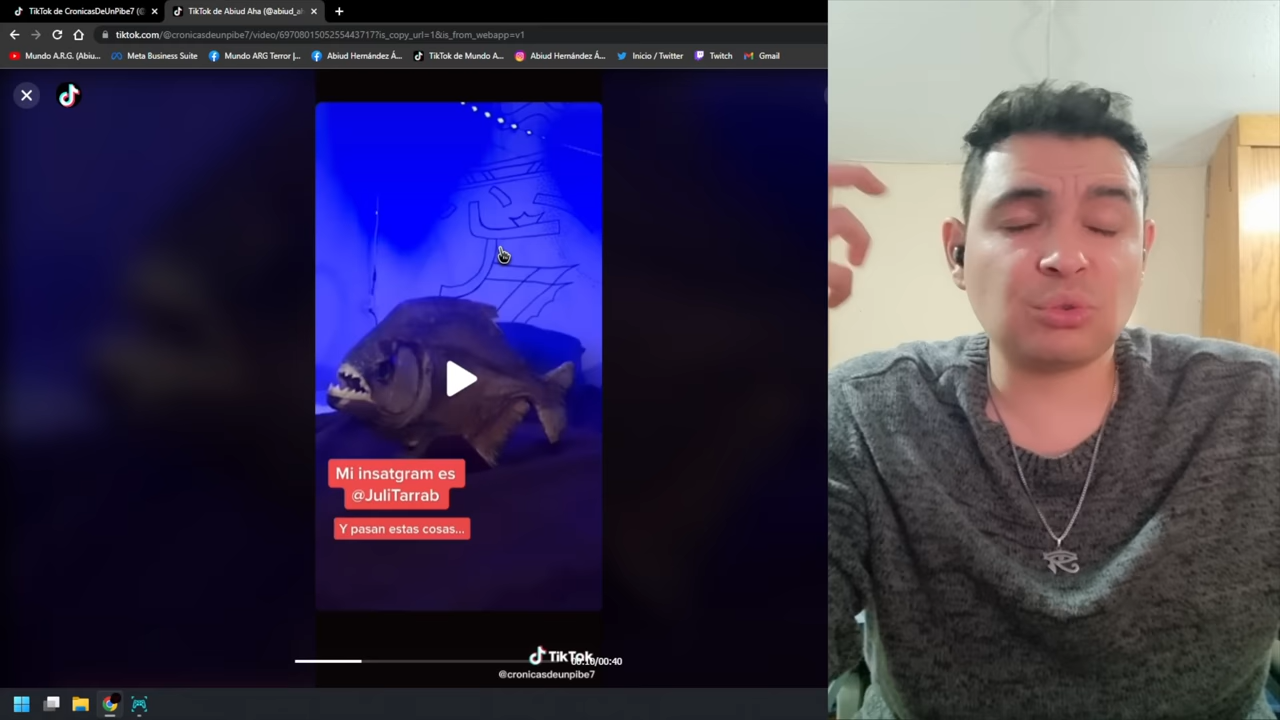 TikTok de CronicasDeUnPibe7 (@
TikTok de Abiud Aha (@abiud_a
tiktok.com/@cronicasdeunpibe7/video/6970801505255443717?is_copy_url=1&is_from_webapp=v1
Mundo A.R.G. (Abiu...
Meta Business Suite
Mundo ARG Terror |...
Abiud Hernández Á...
TikTok de Mundo A...
Abiud Hernández Á...
Inicio / Twitter
Twitch
Gmail
Mi insatgram es
@JuliTarrab
Y pasan estas cosas...
TikTok
/00:40
@cronicasdeunpibe7